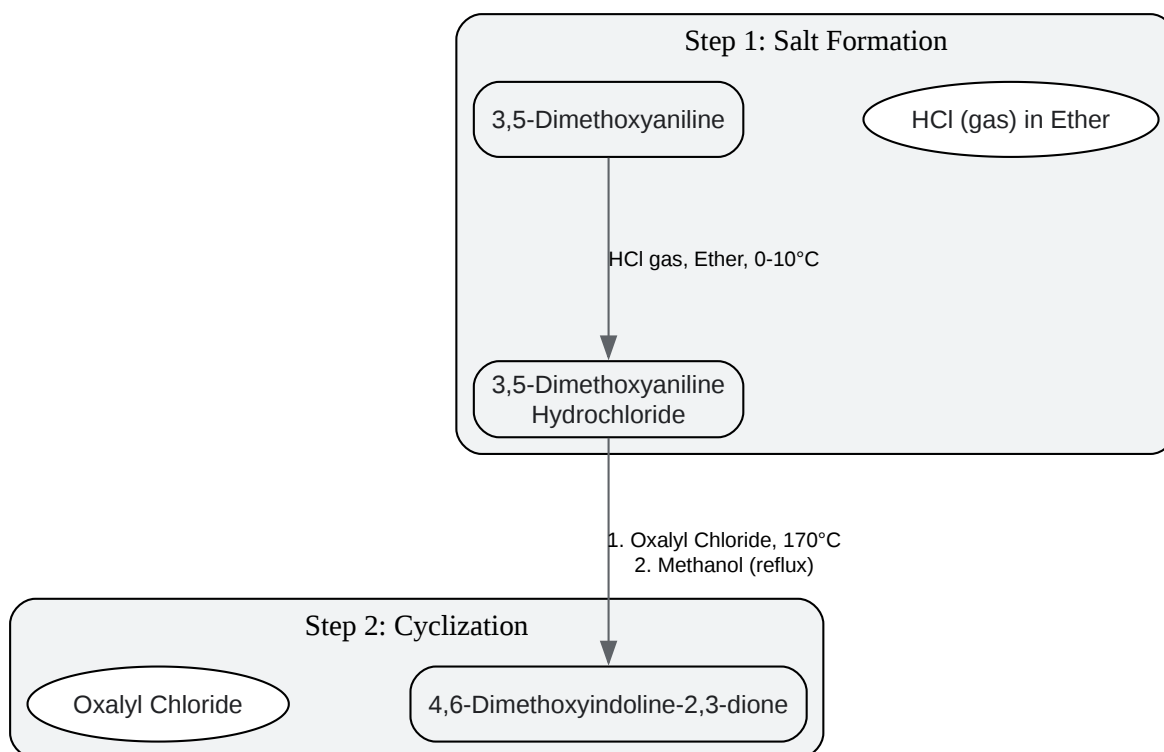 Step 1: Salt Formation
3,5-Dimethoxyaniline
HCl (gas) in Ether
HCl gas, Ether, 0-10°C
3,5-Dimethoxyaniline
Hydrochloride
1. Oxalyl Chloride, 170°C
2. Methanol (reflux)
Step 2: Cyclization
Oxalyl Chloride
4,6-Dimethoxyindoline-2,3-dione